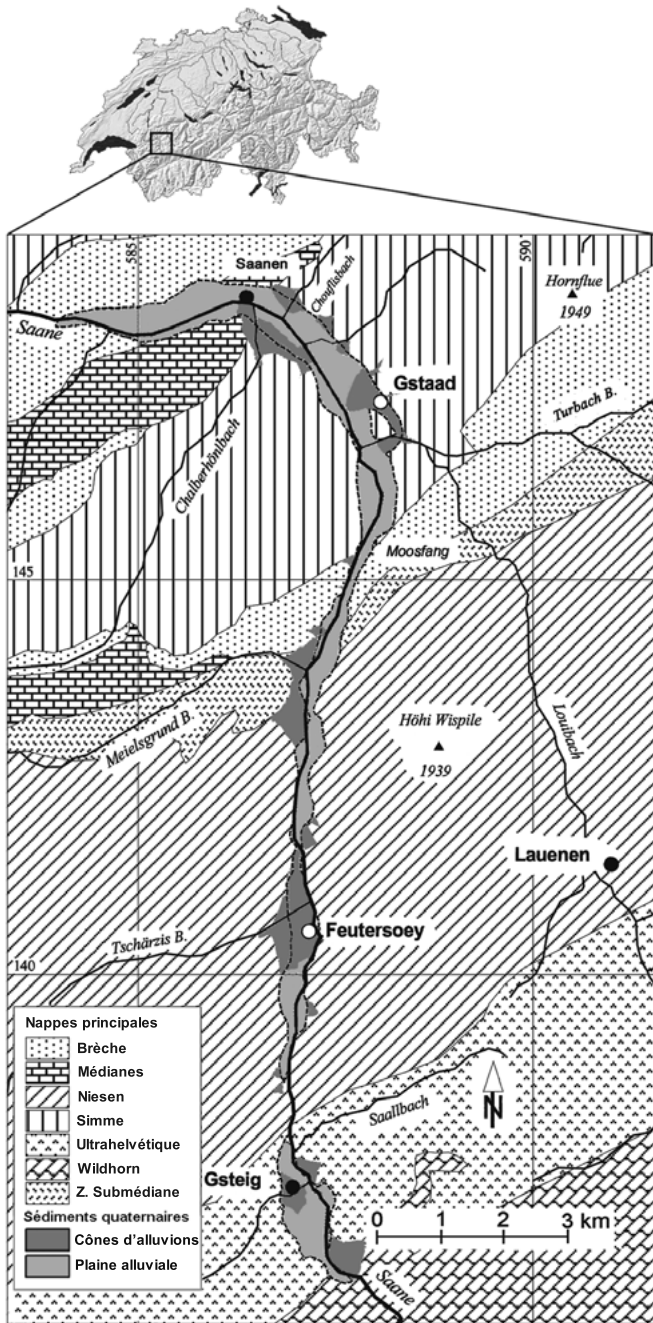 585
590
Saanen
Chouflisbach
Hornflue
1949
Saane
Gstaad
Turbach B.
Chalberhönibach
Moosfang
145
Meielsgrund B.
Höhi Wispile
1939
Louibach
Lauenen
Feutersoey
Tschärzis B.
140
Nappes principales
Brèche
Médianes
Niesen
Simme
Ultrahelvétique
Wildhorn
Z. Submédiane
Sédiments quaternaires
Cônes d'alluvions
Plaine alluviale
Saallbach
N
Gsteig
0 1 2 3 km
Saane